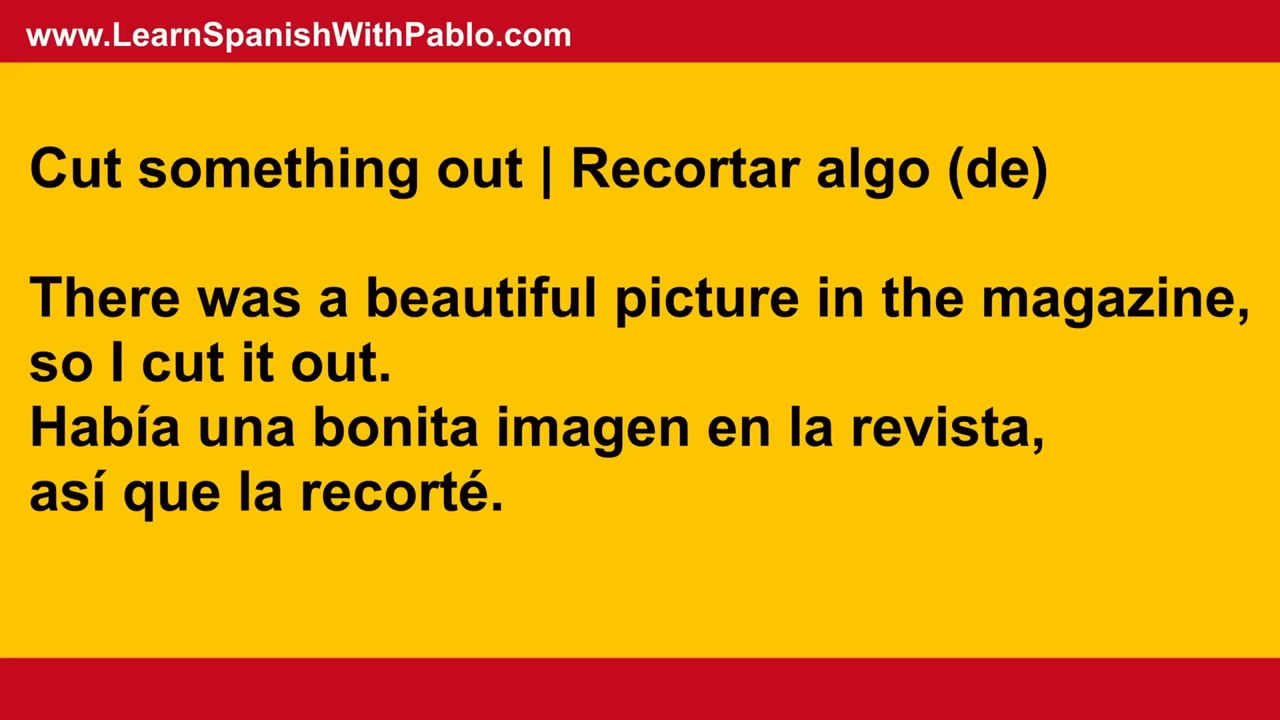 www.LearnSpanishWithPablo.com
Cut something out | Recortar algo (de)
There was a beautiful picture in the magazine,
so I cut it out.
Había una bonita imagen en la revista,
así que la recorté.